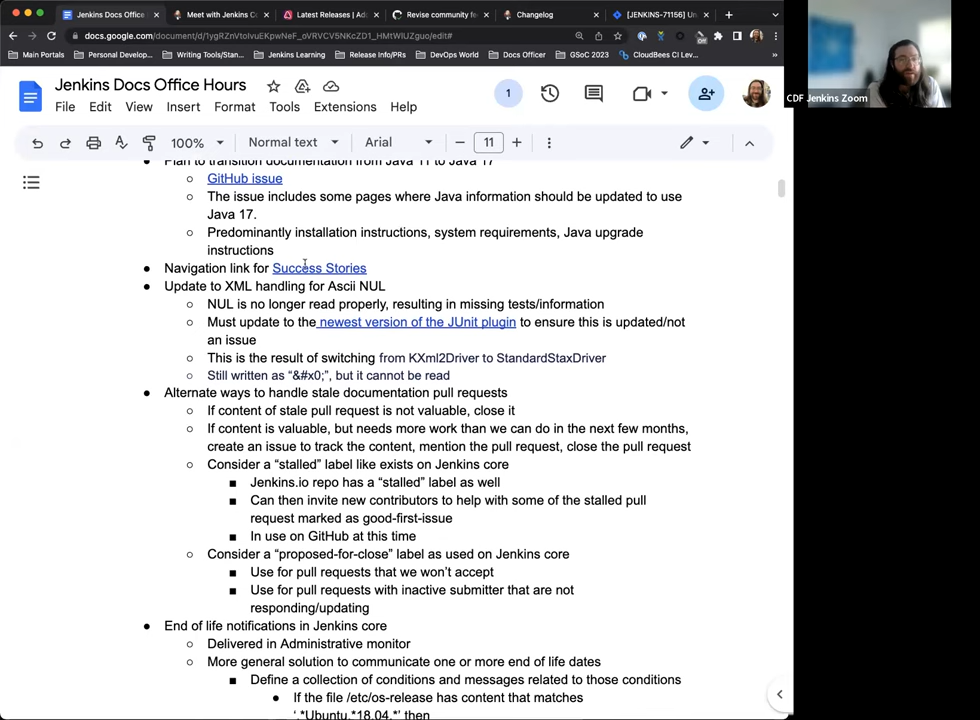 Jenkins Docs Office Hours
Meet with Jenkins Co
Latest Releases | Ad
Revise community fe
Changelog
[JENKINS-71156] Un
docs.google.com/document/d/1ygRZnVtolvuEKpwNeF_oVRVCV5NKcZD1_HMtWlUZguo/edit#
Main Portals
Personal Develop...
Writing Tools/Stan...
Jenkins Learning
Release Info/PRs
DevOps World
Docs Officer
GSoC 2023
CloudBees CI Lev...
CDF Jenkins Zoom
Jenkins Docs Office Hours
File Edit View Insert Format Tools Extensions Help
1
100% Normal text Arial − 11 +
Plan to transition documentation from Java 11 to Java 17
GitHub issue
The issue includes some pages where Java information should be updated to use
Java 17.
Predominantly installation instructions, system requirements, Java upgrade
instructions
Navigation link for Success Stories
Update to XML handling for Ascii NUL
NUL is no longer read properly, resulting in missing tests/information
Must update to the newest version of the JUnit plugin to ensure this is updated/not
an issue
This is the result of switching from KXml2Driver to StandardStaxDriver
Still written as “&#x0;”, but it cannot be read
Alternate ways to handle stale documentation pull requests
If content of stale pull request is not valuable, close it
If content is valuable, but needs more work than we can do in the next few months,
create an issue to track the content, mention the pull request, close the pull request
Consider a “stalled” label like exists on Jenkins core
Jenkins.io repo has a “stalled” label as well
Can then invite new contributors to help with some of the stalled pull
request marked as good-first-issue
In use on GitHub at this time
Consider a “proposed-for-close” label as used on Jenkins core
Use for pull requests that we won’t accept
Use for pull requests with inactive submitter that are not
responding/updating
End of life notifications in Jenkins core
Delivered in Administrative monitor
More general solution to communicate one or more end of life dates
Define a collection of conditions and messages related to those conditions
If the file /etc/os-release has content that matches
‘.*Ubuntu.*18.04.*’ then